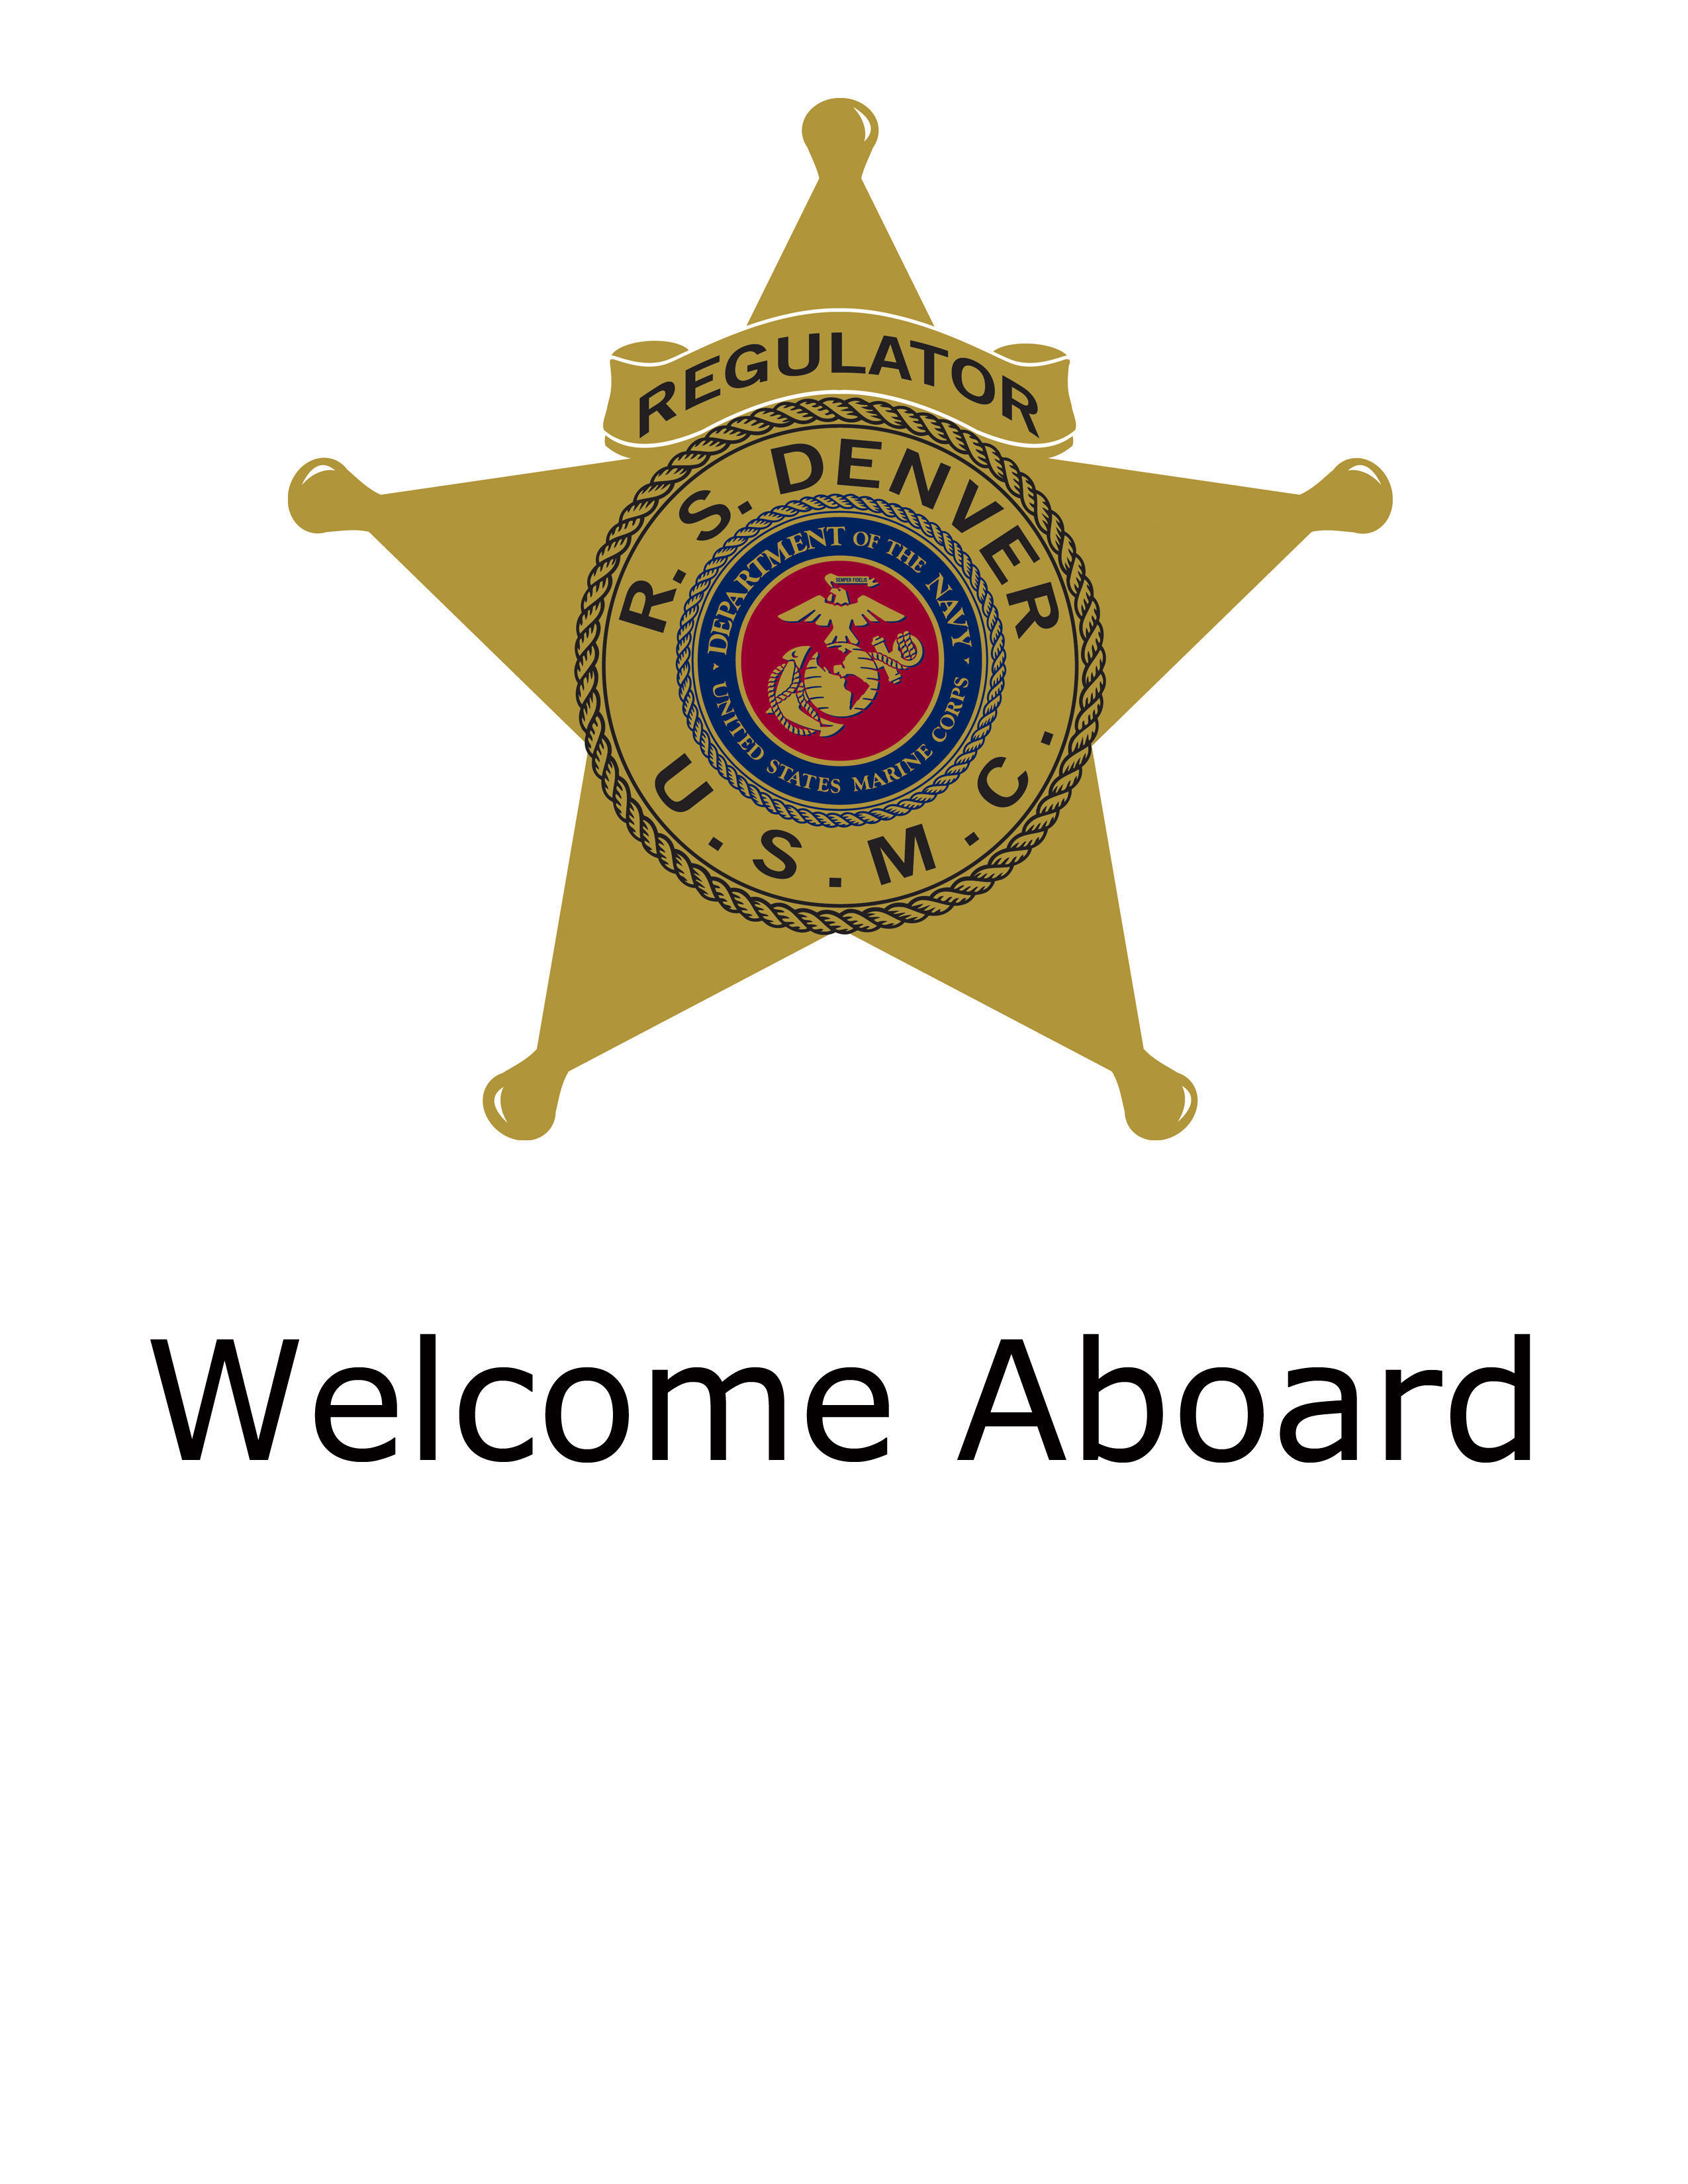 REGULATOR
R.S. DENVER
DEPARTMENT OF THE NAVY
SEMPER FIDELIS
UNITED STATES MARINE CORPS
U.S.M.C.
Welcome Aboard